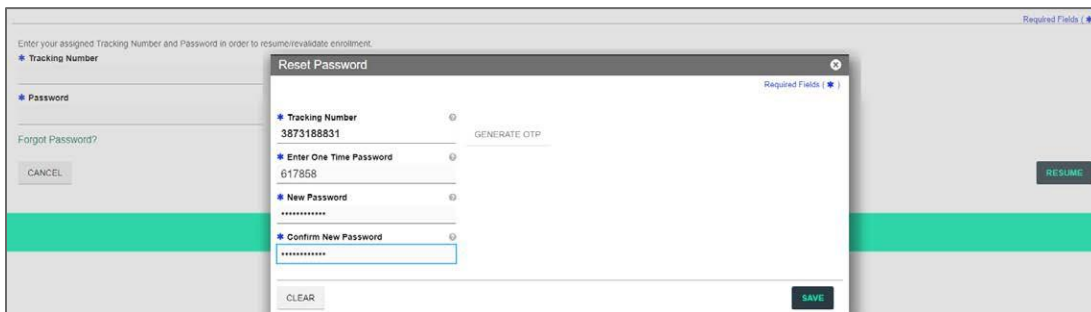 Required Fields ( *
Enter your assigned Tracking Number and Password in order to resume/revalidate enrollment.
* Tracking Number
* Password
Forgot Password?
CANCEL
RESUME
Reset Password
Required Fields ( * )
* Tracking Number
3873188831
GENERATE OTP
* Enter One Time Password
617858
* New Password
••••••••••••
* Confirm New Password
••••••••••••
CLEAR
SAVE